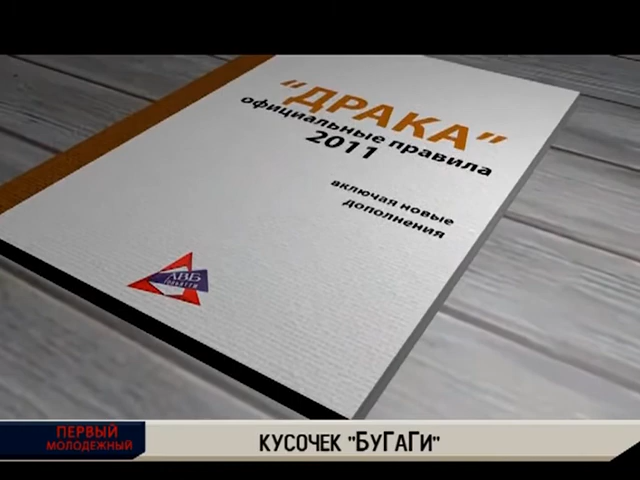 "ДРАКА"
официальные правила
2011
включая новые
дополнения
АВБ
ПЕРВЫЙ
МОЛОДЕЖНЫЙ
КУСОЧЕК "БуГаГи"